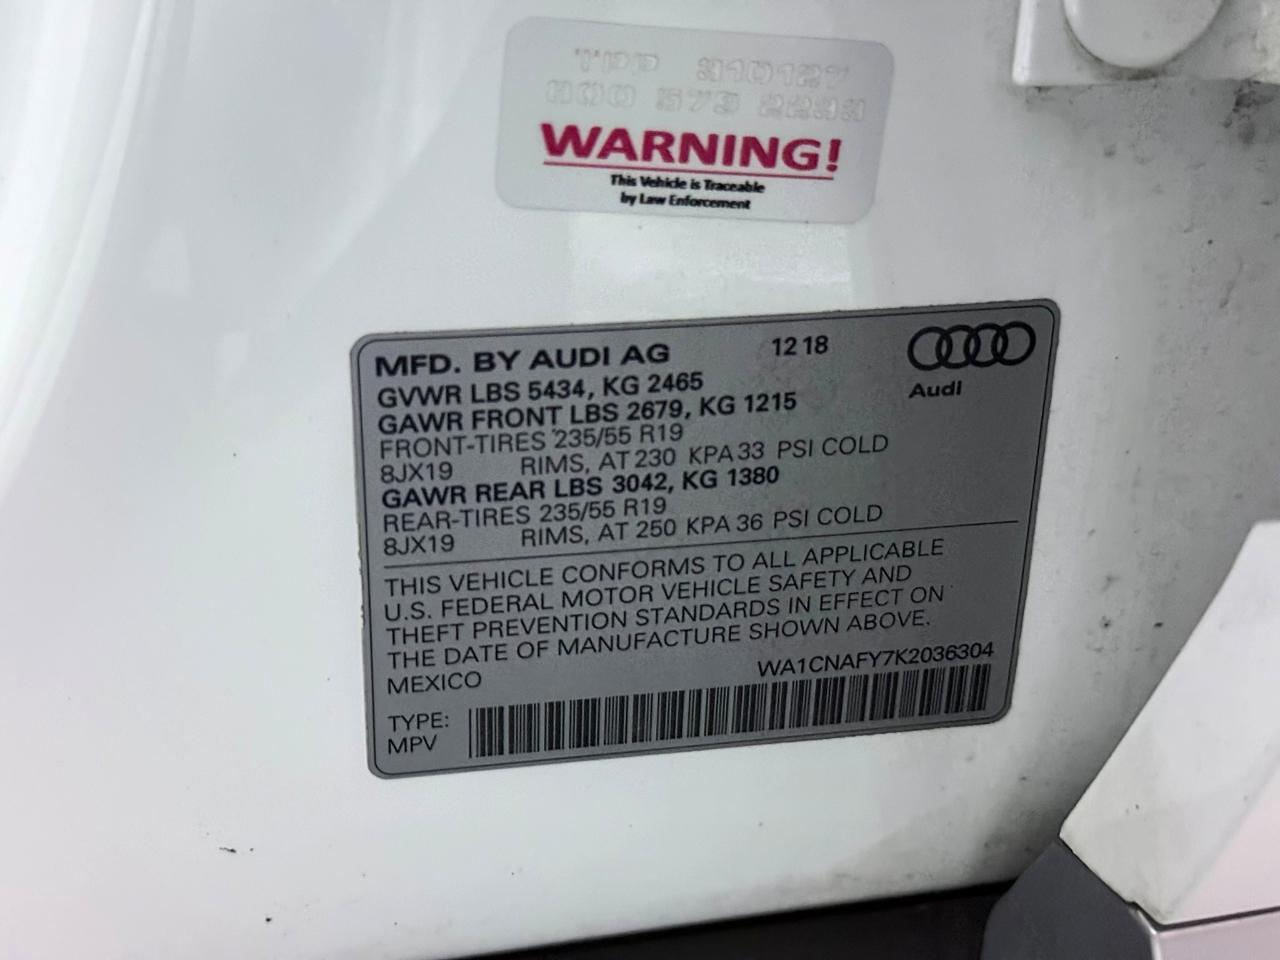 TPP 910127
800 573 2293
WARNING!
This Vehicle is Traceable
by Law Enforcement
MFD. BY AUDI AG 12 18
Audi
GVWR LBS 5434, KG 2465
GAWR FRONT LBS 2679, KG 1215
FRONT-TIRES 235/55 R19
8JX19 RIMS, AT 230 KPA 33 PSI COLD
GAWR REAR LBS 3042, KG 1380
REAR-TIRES 235/55 R19
8JX19 RIMS, AT 250 KPA 36 PSI COLD
THIS VEHICLE CONFORMS TO ALL APPLICABLE
U.S. FEDERAL MOTOR VEHICLE SAFETY AND
THEFT PREVENTION STANDARDS IN EFFECT ON
THE DATE OF MANUFACTURE SHOWN ABOVE.
MEXICO WA1CNAFY7K2036304
TYPE:
MPV